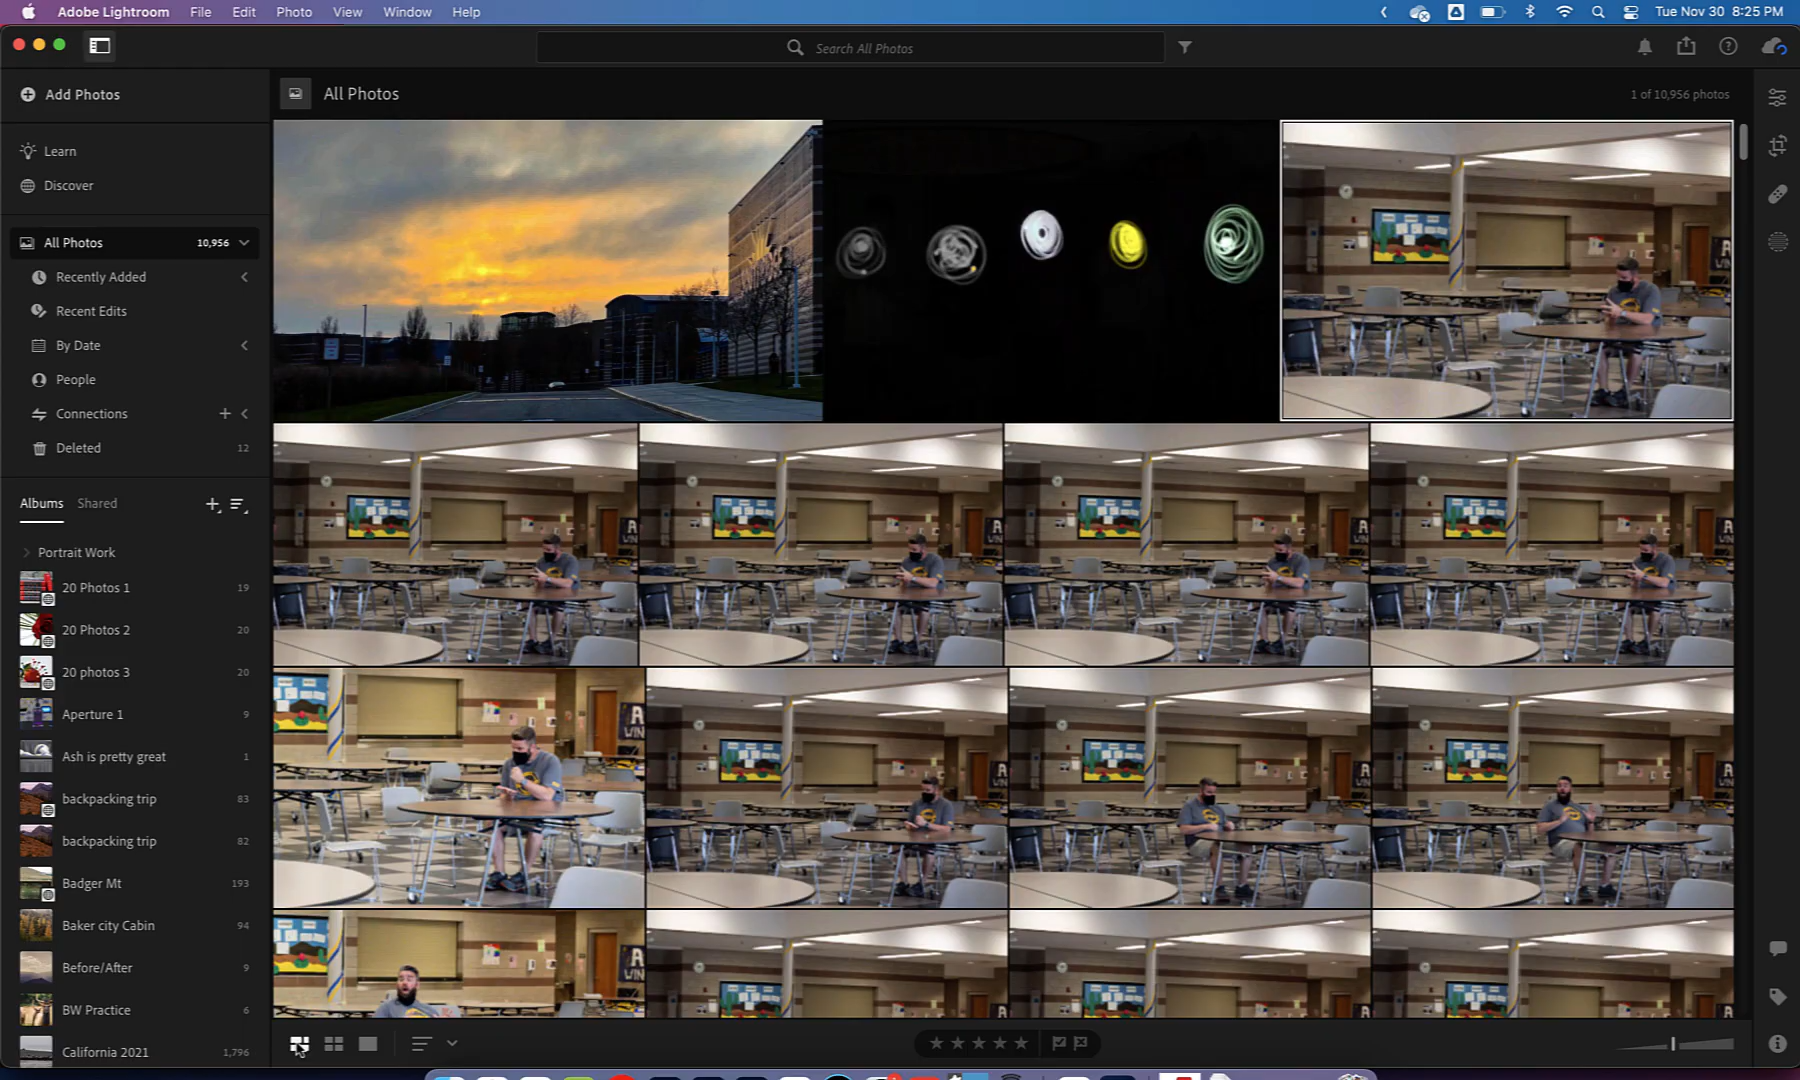 Adobe Lightroom File Edit Photo View Window Help Tue Nov 30 8:25 PM
Search All Photos
Add Photos
All Photos 1 of 10,956 photos
Learn
Discover
All Photos 10,956
Recently Added
Recent Edits
By Date
People
Connections
Deleted 12
Albums Shared
Portrait Work
20 Photos 1 19
20 Photos 2 20
20 photos 3 20
Aperture 1 9
Ash is pretty great 1
backpacking trip 83
backpacking trip 82
Badger Mt 193
Baker city Cabin 94
Before/After 9
BW Practice 6
California 2021 1,796